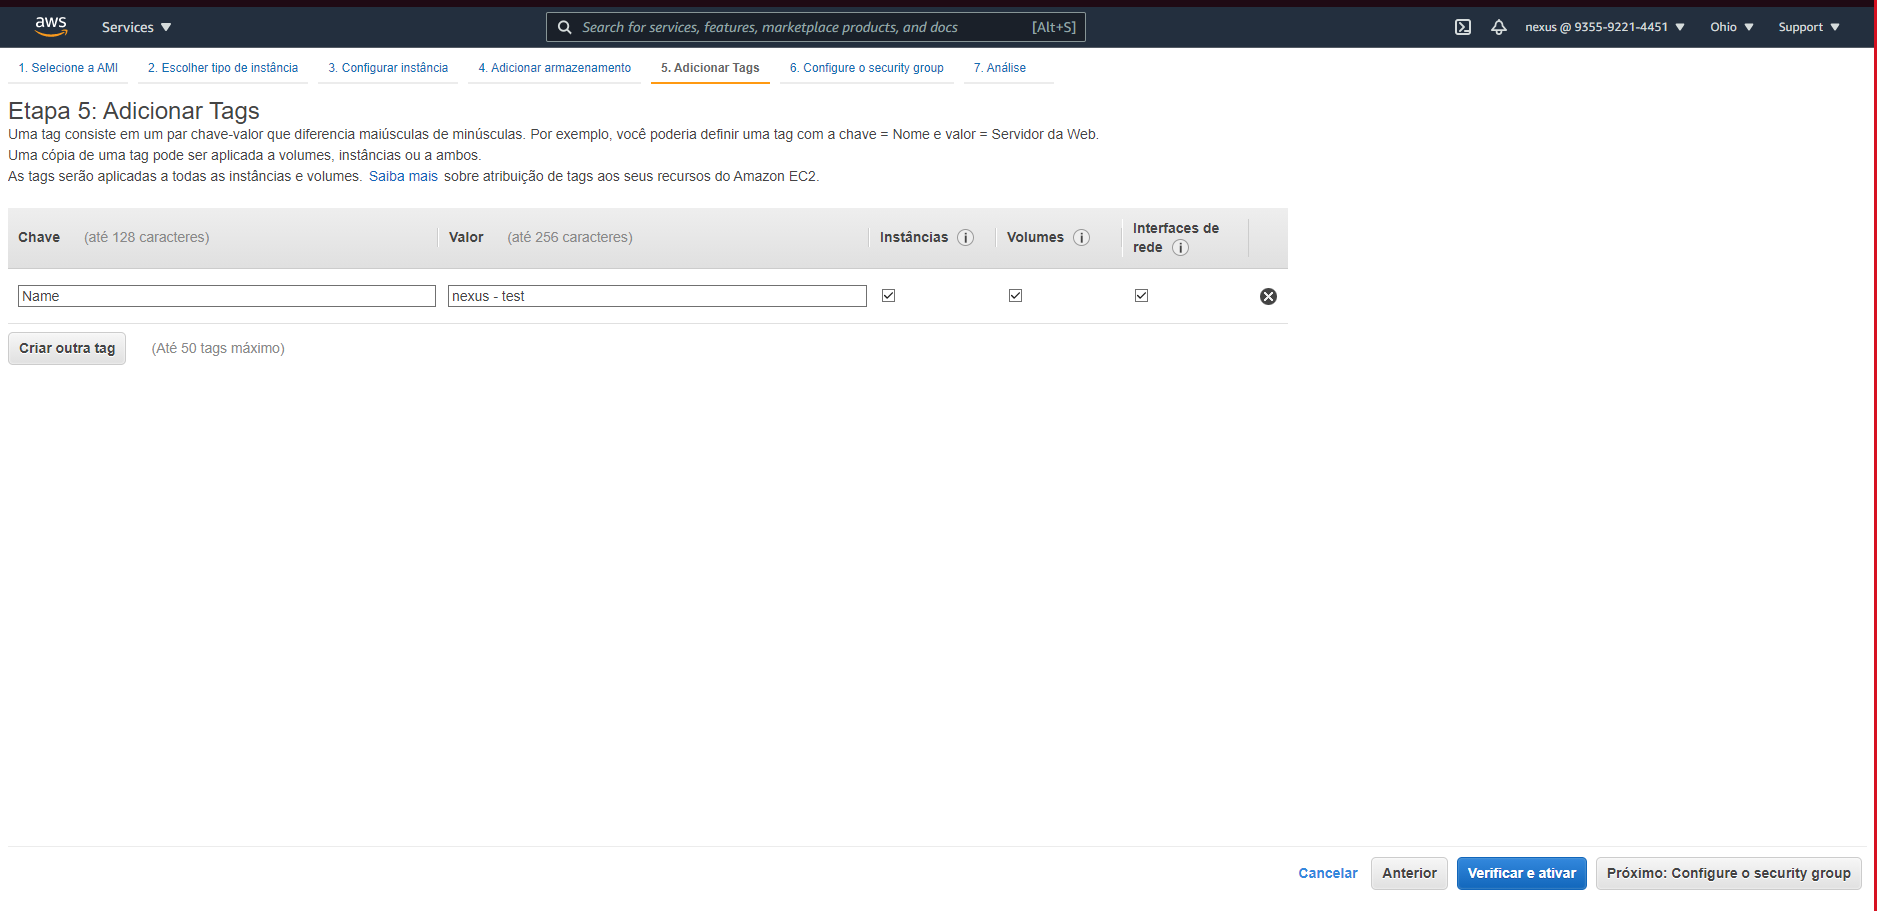 aws
Services
Search for services, features, marketplace products, and docs [Alt+S]
nexus @ 9355-9221-4451
Ohio
Support
1. Selecione a AMI
2. Escolher tipo de instância
3. Configurar instância
4. Adicionar armazenamento
5. Adicionar Tags
6. Configure o security group
7. Análise
Etapa 5: Adicionar Tags
Uma tag consiste em um par chave-valor que diferencia maiúsculas de minúsculas. Por exemplo, você poderia definir uma tag com a chave = Nome e valor = Servidor da Web.
Uma cópia de uma tag pode ser aplicada a volumes, instâncias ou a ambos.
As tags serão aplicadas a todas as instâncias e volumes. Saiba mais sobre atribuição de tags aos seus recursos do Amazon EC2.
Chave (até 128 caracteres)
Valor (até 256 caracteres)
Instâncias
Volumes
Interfaces de
rede
Name
nexus - test
Criar outra tag
(Até 50 tags máximo)
Cancelar
Anterior
Verificar e ativar
Próximo: Configure o security group